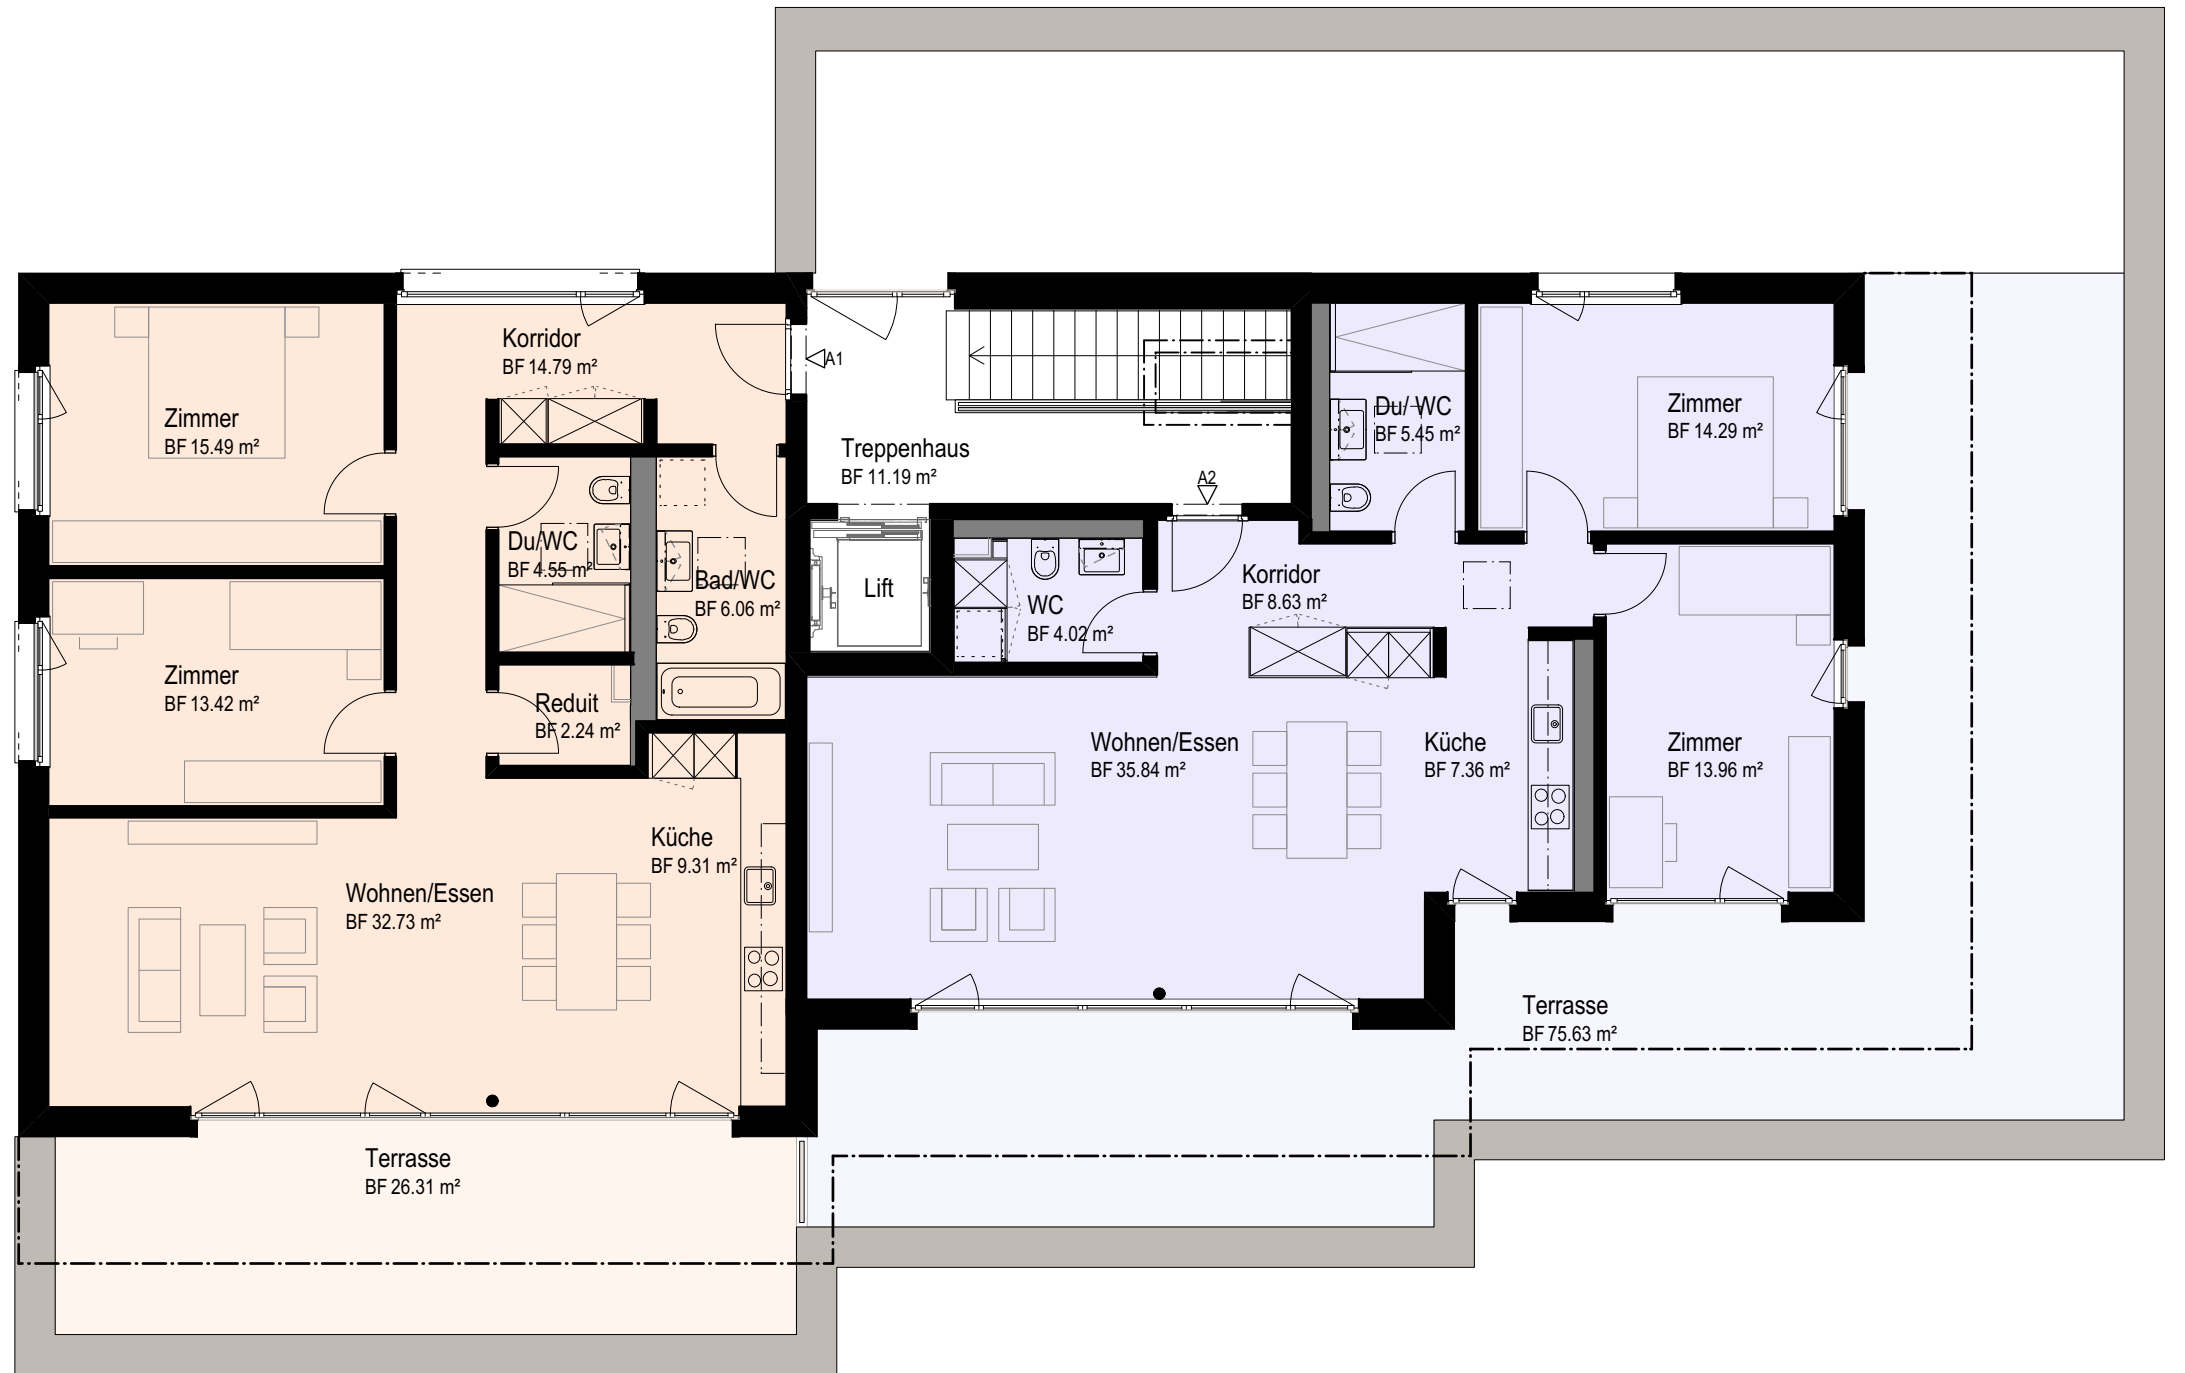 Korridor
BF 14.79 m²
A1
Zimmer
BF 15.49 m²
Treppenhaus
BF 11.19 m²
A2
Du/ WC
BF 5.45 m²
Zimmer
BF 14.29 m²
Du/WC
BF 4.55 m²
Bad/WC
BF 6.06 m²
Lift
WC
BF 4.02 m²
Korridor
BF 8.63 m²
Zimmer
BF 13.42 m²
Reduit
BF 2.24 m²
Wohnen/Essen
BF 35.84 m²
Küche
BF 7.36 m²
Zimmer
BF 13.96 m²
Küche
BF 9.31 m²
Wohnen/Essen
BF 32.73 m²
Terrasse
BF 75.63 m²
Terrasse
BF 26.31 m²